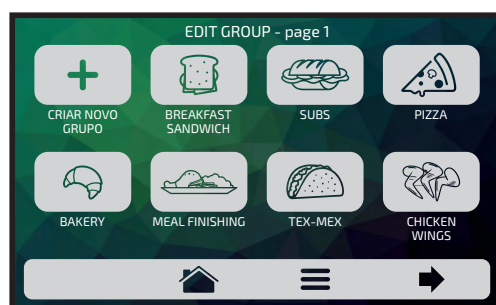 EDIT GROUP - page 1
CRIAR NOVO
GRUPO
BREAKFAST
SANDWICH
SUBS
PIZZA
BAKERY
MEAL FINISHING
TEX-MEX
CHICKEN
WINGS